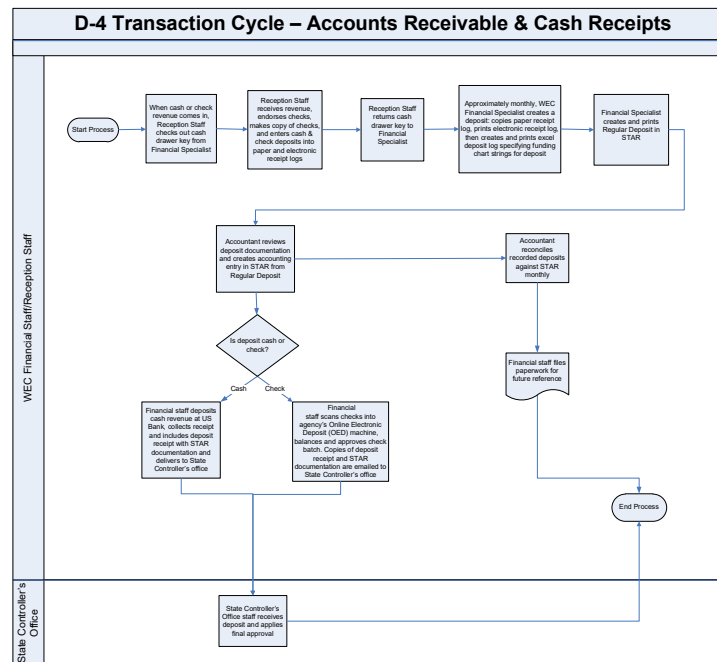 D-4 Transaction Cycle – Accounts Receivable & Cash Receipts
WEC Financial Staff/Reception Staff
Start Process
When cash or check
revenue comes in,
Reception Staff
checks out cash
drawer key from
Financial Specialist
Reception Staff
receives revenue,
endorses checks,
makes copy of checks,
and enters cash &
check deposits into
paper and electronic
receipt logs
Reception Staff
returns cash
drawer key to
Financial
Specialist
Approximately monthly, WEC
Financial Specialist creates a
deposit: copies paper receipt
log, prints electronic receipt log,
then creates and prints excel
deposit log specifying funding
chart strings for deposit
Financial Specialist
creates and prints
Regular Deposit in
STAR
Accountant reviews
deposit documentation
and creates accounting
entry in STAR from
Regular Deposit
Accountant
reconciles
recorded deposits
against STAR
monthly
Is deposit cash or
check?
Financial staff files
paperwork for
future reference
Cash
Check
Financial staff deposits
cash revenue at US
Bank, collects receipt
and includes deposit
receipt with STAR
documentation and
delivers to State
Controller's office
Financial
staff scans checks into
agency's Online Electronic
Deposit (OED) machine,
balances and approves check
batch. Copies of deposit
receipt and STAR
documentation are emailed to
State Controller's office
End Process
State Controller's
Office
State Controller's
Office staff receives
deposit and applies
final approval